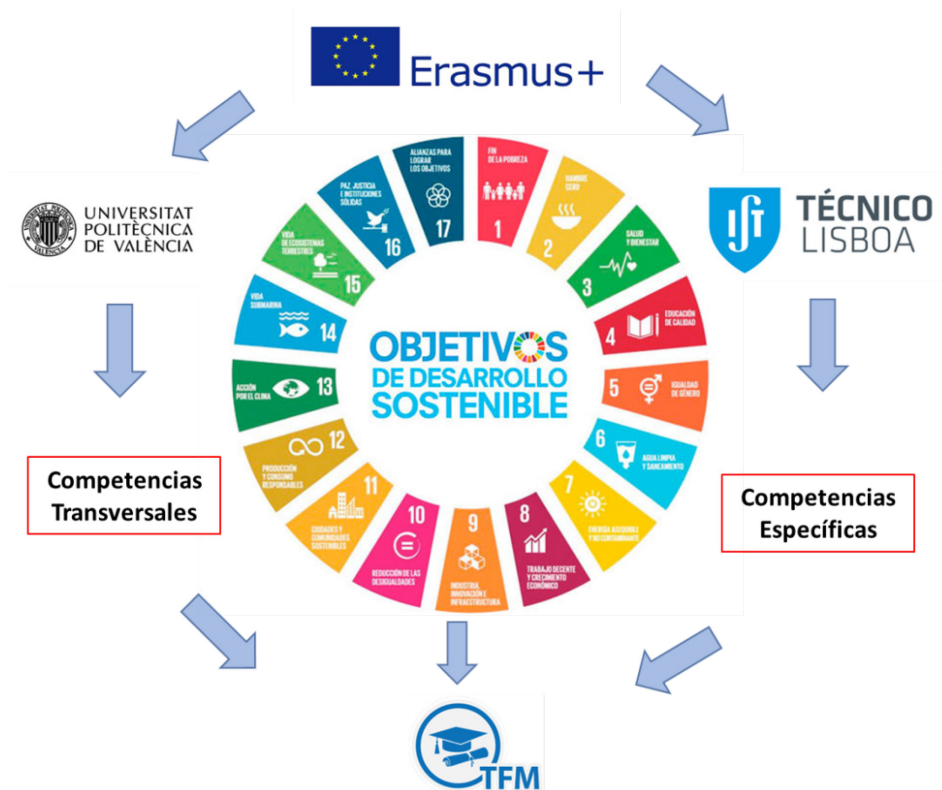 Erasmus+
UNIVERSITAT
POLITÈCNICA
DE VALÈNCIA
TÉCNICO
LISBOA
IST
ALIANZAS PARA
LOGRAR
LOS OBJETIVOS
17
FIN
DE LA POBREZA
1
HAMBRE
CERO
2
SALUD
Y BIENESTAR
3
EDUCACIÓN
DE CALIDAD
4
IGUALDAD
DE GÉNERO
5
AGUA LIMPIA
Y SANEAMIENTO
6
ENERGÍA ASEQUIBLE
Y NO CONTAMINANTE
7
TRABAJO DECENTE
Y CRECIMIENTO
ECONÓMICO
8
INDUSTRIA,
INNOVACIÓN E
INFRAESTRUCTURA
9
REDUCCIÓN DE LAS
DESIGUALDADES
10
CIUDADES Y
COMUNIDADES
SOSTENIBLES
11
PRODUCCIÓN
Y CONSUMO
RESPONSABLES
12
ACCIÓN
POR EL CLIMA
13
VIDA
SUBMARINA
14
VIDA
DE ECOSISTEMAS
TERRESTRES
15
PAZ, JUSTICIA
E INSTITUCIONES
SÓLIDAS
16
OBJETIVOS
DE DESARROLLO
SOSTENIBLE
Competencias
Transversales
Competencias
Específicas
TFM